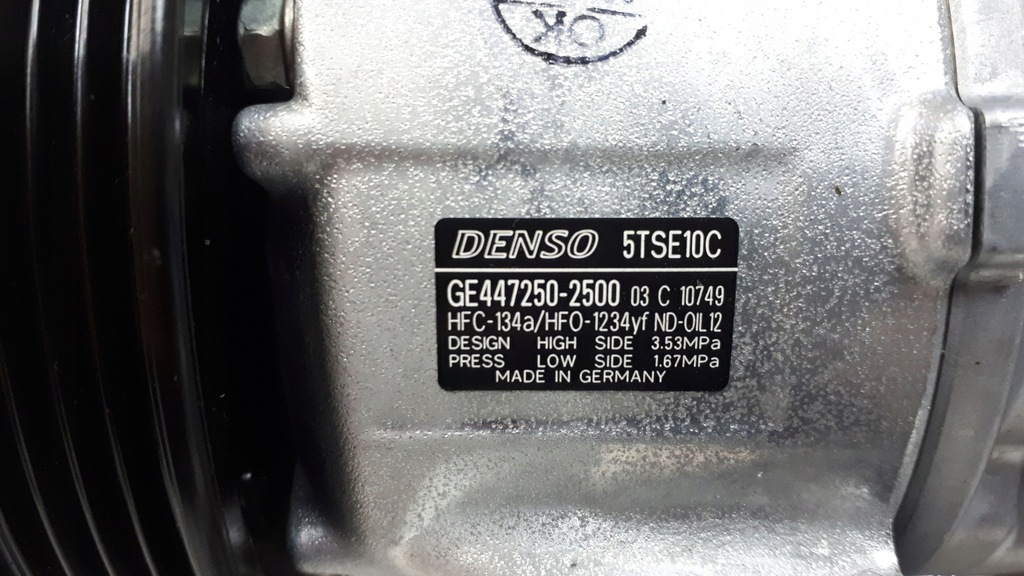 OK
DENSO 5TSE10C
GE447250-2500 03 C 10749
HFC-134a/HFO-1234yf ND-OIL12
DESIGN HIGH SIDE 3.53MPa
PRESS LOW SIDE 1.67MPa
MADE IN GERMANY